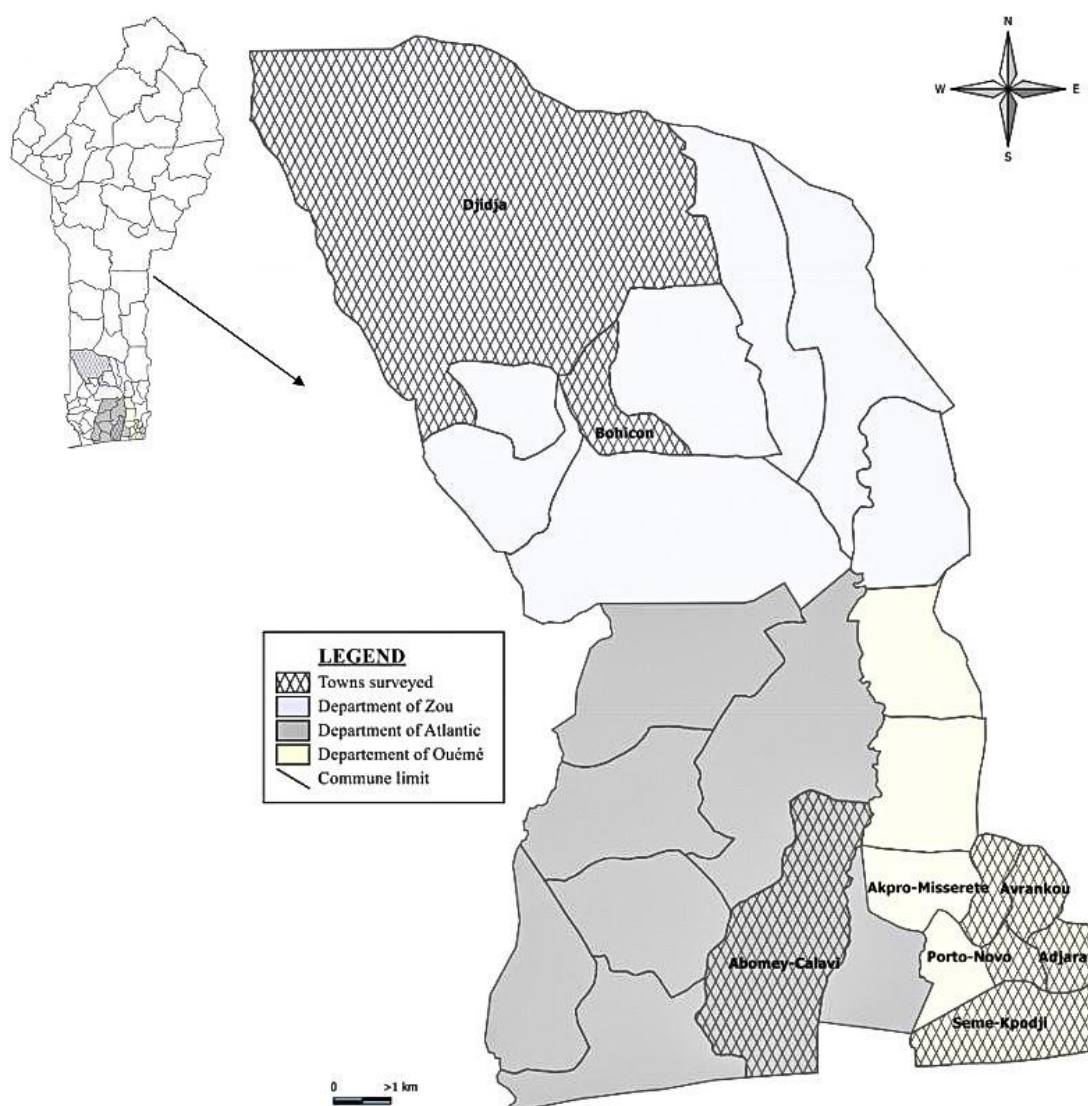 N
W E
S
Djidja
Bohicon
LEGEND
Towns surveyed
Department of Zou
Department of Atlantic
Departement of Ouémé
Commune limit
Akpro-Misserete
Avrankou
Abomey-Calavi
Porto-Novo
Adjara
Seme-Kpodji
0 >1 km